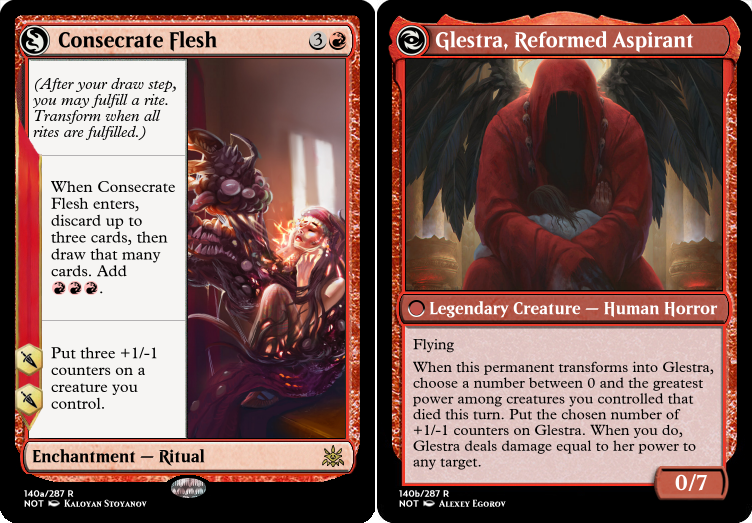 Consecrate Flesh 3
(After your draw step,
you may fulfill a rite.
Transform when all
rites are fulfilled.)
When Consecrate
Flesh enters,
discard up to
three cards, then
draw that many
cards. Add
.
Put three +1/-1
counters on a
creature you
control.
Enchantment — Ritual
140a/287 R
NOT Kaloyan Stoyanov
Glestra, Reformed Aspirant
Legendary Creature — Human Horror
Flying
When this permanent transforms into Glestra,
choose a number between 0 and the greatest
power among creatures you controlled that
died this turn. Put the chosen number of
+1/-1 counters on Glestra. When you do,
Glestra deals damage equal to her power to
any target.
0/7
140b/287 R
NOT Alexey Egorov